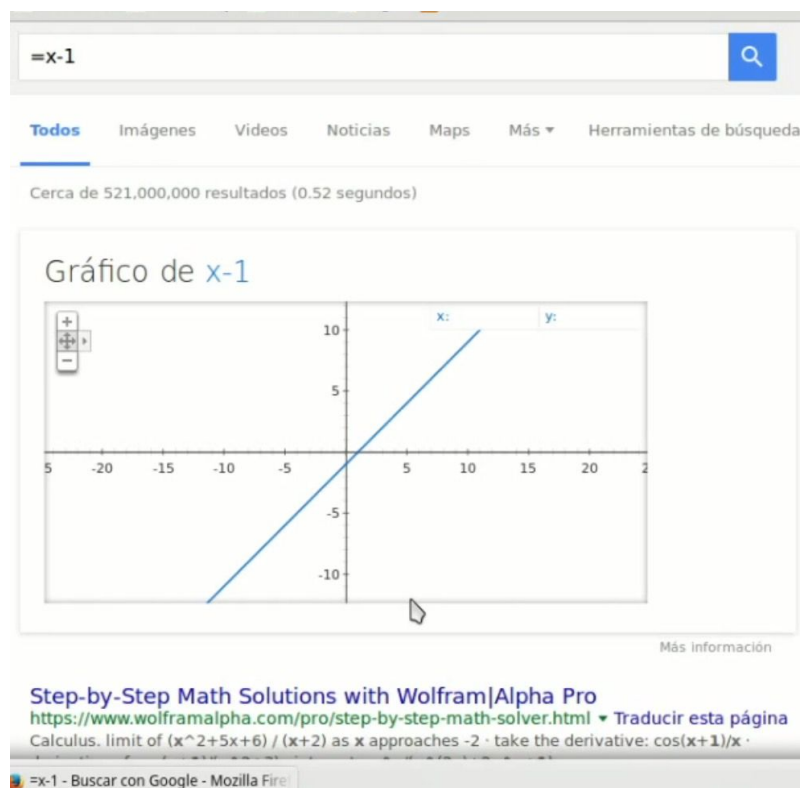 =x-1
Todos Imágenes Videos Noticias Maps Más Herramientas de búsqueda
Cerca de 521,000,000 resultados (0.52 segundos)
Gráfico de x-1
+
x: y:
10
5
5 -20 -15 -10 -5 5 10 15 20 2
-5
-10
−
Más información
Step-by-Step Math Solutions with Wolfram|Alpha Pro
https://www.wolframalpha.com/pro/step-by-step-math-solver.html Traducir esta página
Calculus. limit of (x^2+5x+6) / (x+2) as x approaches -2 · take the derivative: cos(x+1)/x ·
=x-1 - Buscar con Google - Mozilla Fire